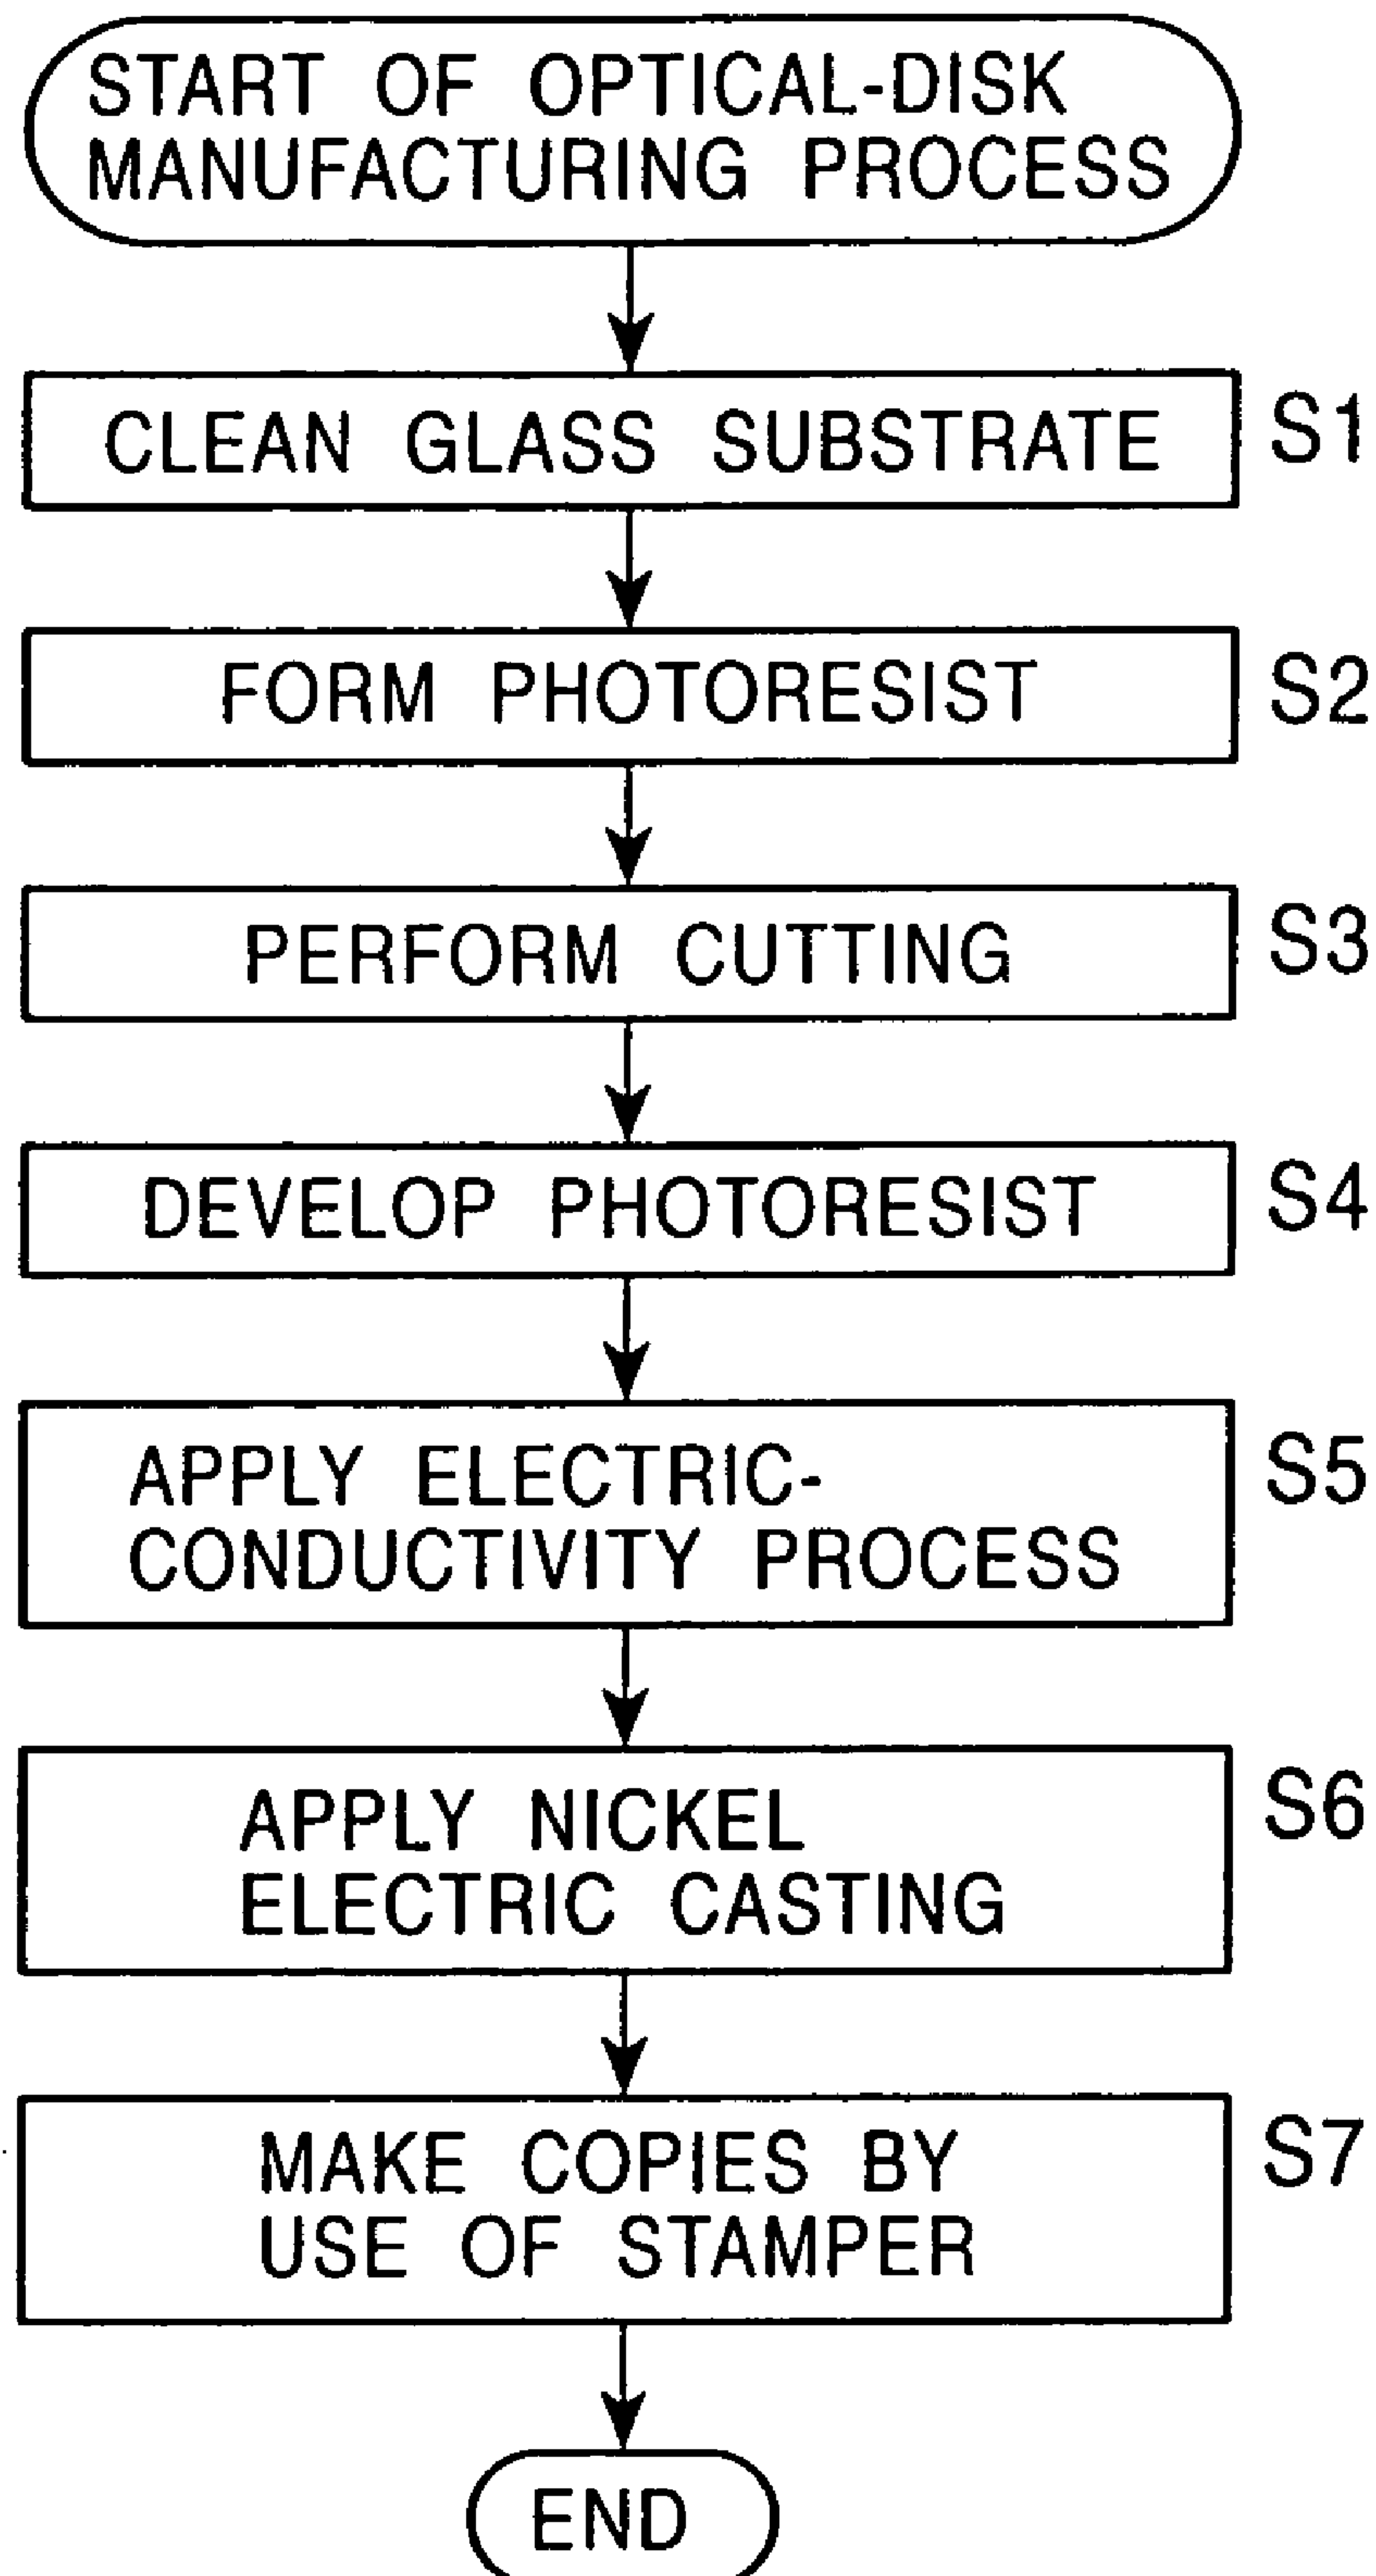 START OF OPTICAL-DISK
MANUFACTURING PROCESS
CLEAN GLASS SUBSTRATE S1
FORM PHOTORESIST S2
PERFORM CUTTING S3
DEVELOP PHOTORESIST S4
APPLY ELECTRIC- S5
CONDUCTIVITY PROCESS
APPLY NICKEL S6
ELECTRIC CASTING
MAKE COPIES BY S7
USE OF STAMPER
END